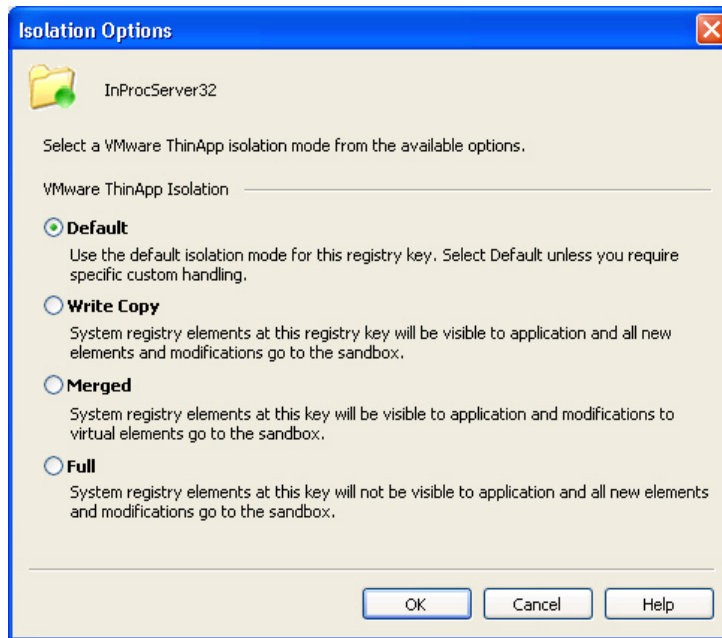 Isolation Options
InProcServer32
Select a VMware ThinApp isolation mode from the available options.
VMware ThinApp Isolation
Default
Use the default isolation mode for this registry key. Select Default unless you require
specific custom handling.
Write Copy
System registry elements at this registry key will be visible to application and all new
elements and modifications go to the sandbox.
Merged
System registry elements at this key will be visible to application and modifications to
virtual elements go to the sandbox.
Full
System registry elements at this key will not be visible to application and all new elements
and modifications go to the sandbox.
OK Cancel Help